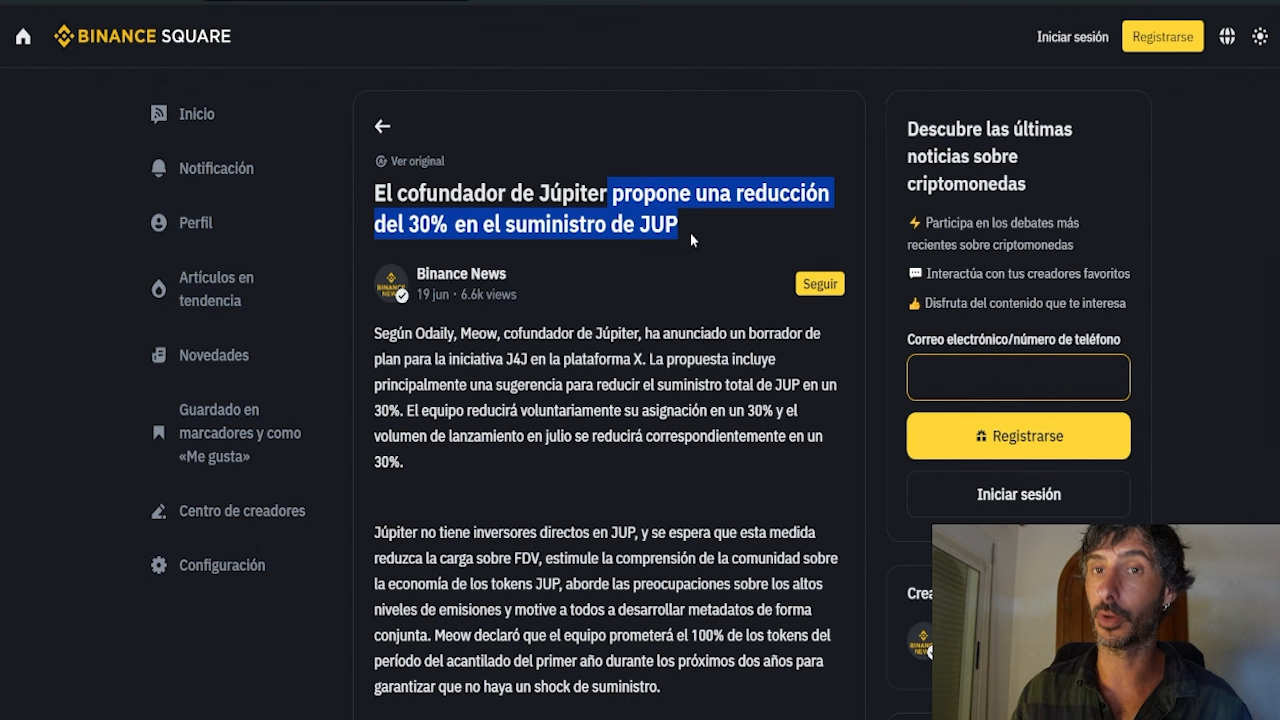 BINANCE SQUARE
Iniciar sesión
Registrarse
Inicio
Notificación
Perfil
Artículos en
tendencia
Novedades
Guardado en
marcadores y como
«Me gusta»
Centro de creadores
Configuración
Ver original
El cofundador de Júpiter propone una reducción
del 30% en el suministro de JUP
Binance News
19 jun · 6.6k views
Seguir
Según Odaily, Meow, cofundador de Júpiter, ha anunciado un borrador de
plan para la iniciativa J4J en la plataforma X. La propuesta incluye
principalmente una sugerencia para reducir el suministro total de JUP en un
30%. El equipo reducirá voluntariamente su asignación en un 30% y el
volumen de lanzamiento en julio se reducirá correspondientemente en un
30%.
Júpiter no tiene inversores directos en JUP, y se espera que esta medida
reduzca la carga sobre FDV, estimule la comprensión de la comunidad sobre
la economía de los tokens JUP, aborde las preocupaciones sobre los altos
niveles de emisiones y motive a todos a desarrollar metadatos de forma
conjunta. Meow declaró que el equipo prometerá el 100% de los tokens del
período del acantilado del primer año durante los próximos dos años para
garantizar que no haya un shock de suministro.
Descubre las últimas
noticias sobre
criptomonedas
⚡ Participa en los debates más
recientes sobre criptomonedas
💬 Interactúa con tus creadores favoritos
👍 Disfruta del contenido que te interesa
Correo electrónico/número de teléfono
Registrarse
Iniciar sesión